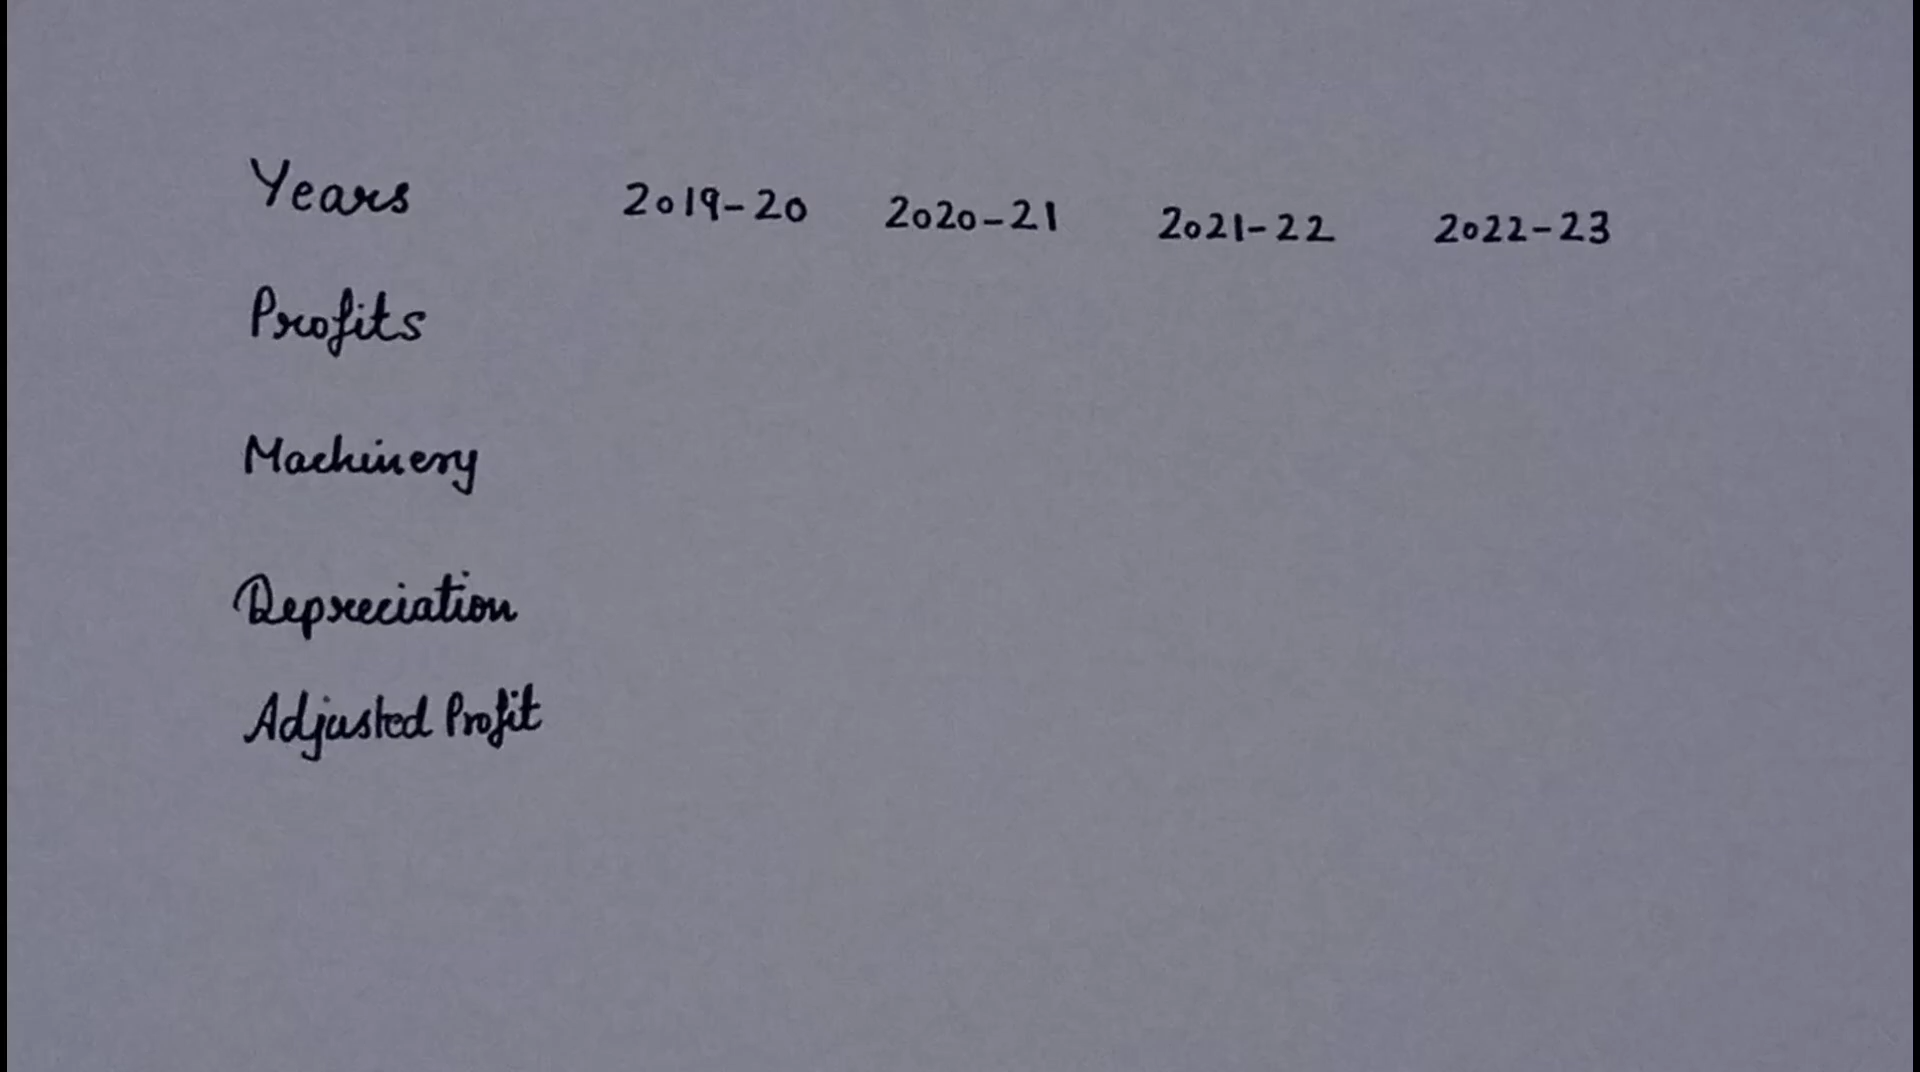 Years 2019-20 2020-21 2021-22 2022-23
Profits
Machinery
Depreciation
Adjusted Profit